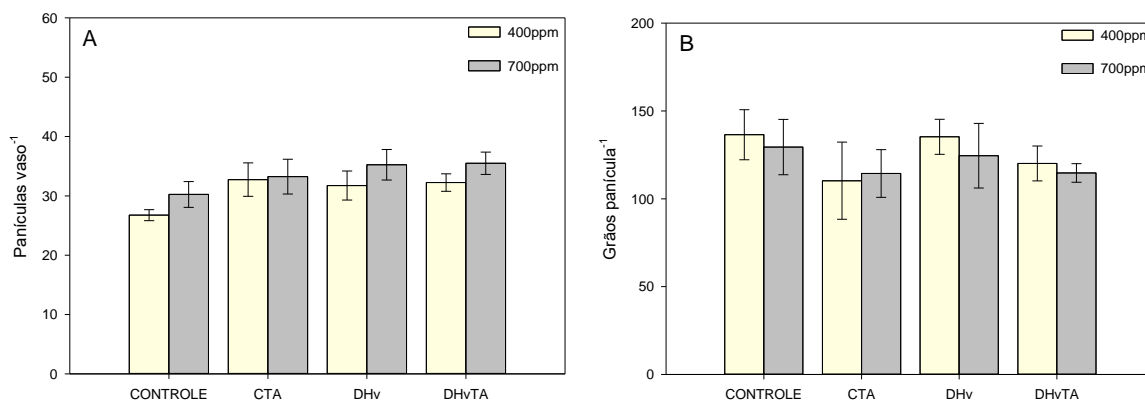 A
400ppm
700ppm
Panículas vaso-1
60
50
40
30
20
10
0
CONTROLE CTA DHv DHvTA
B
400ppm
700ppm
Grãos panícula-1
200
150
100
50
0
CONTROLE CTA DHv DHvTA